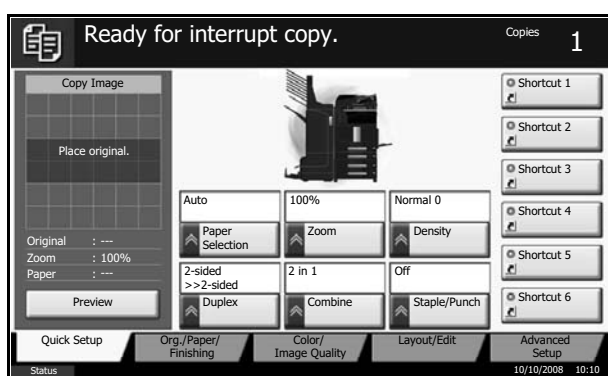 Ready for interrupt copy.
Copies
1
Copy Image
Place original.
Original : ---
Zoom : 100%
Paper : ---
Preview
Auto
Paper
Selection
100%
Zoom
Normal 0
Density
2-sided
>>2-sided
Duplex
2 in 1
Combine
Off
Staple/Punch
Shortcut 1
Shortcut 2
Shortcut 3
Shortcut 4
Shortcut 5
Shortcut 6
Quick Setup
Org./Paper/
Finishing
Color/
Image Quality
Layout/Edit
Advanced
Setup
Status
10/10/2008 10:10